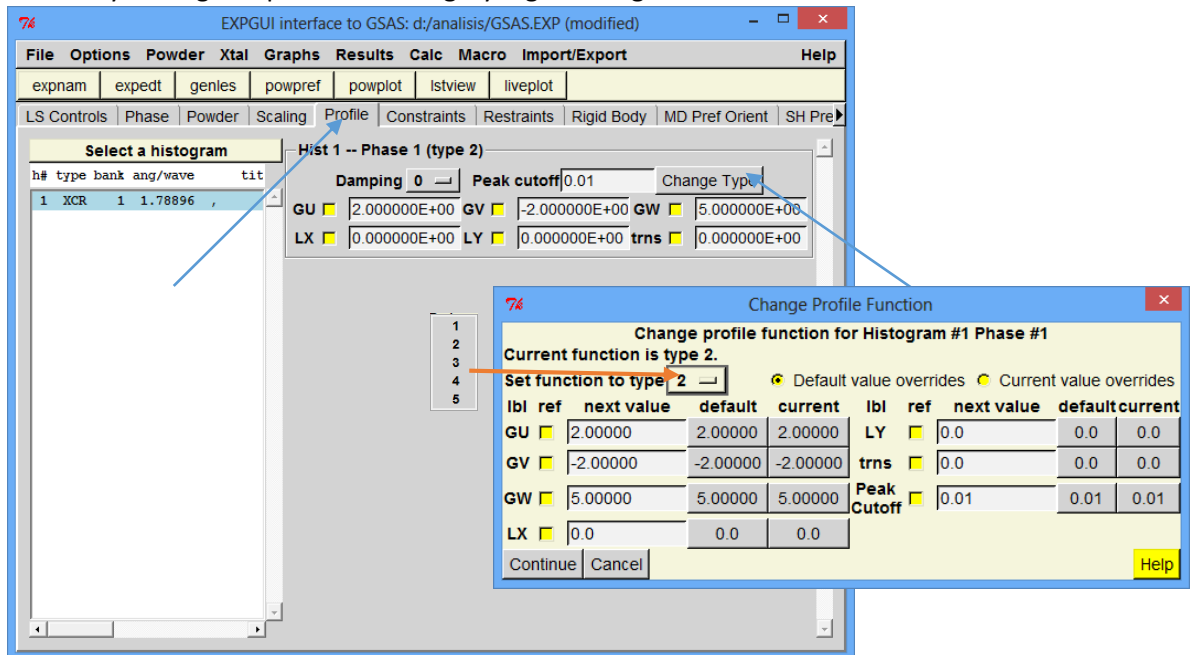 EXPGUI interface to GSAS: d:/analisis/GSAS.EXP (modified)
File Options Powder Xtal Graphs Results Calc Macro Import/Export Help
expnam expedt genles powpref powplot lstview liveplot
LS Controls Phase Powder Scaling Profile Constraints Restraints Rigid Body MD Pref Orient SH Pre
Select a histogram
h# type bank ang/wave tit
1 XCR 1 1.78896 ,
Hist 1 -- Phase 1 (type 2)
Damping 0 Peak cutoff 0.01 Change Type
GU 2.000000E+00 GV -2.000000E+00 GW 5.000000E+00
LX 0.000000E+00 LY 0.000000E+00 trns 0.000000E+00
1
2
3
4
5
Change Profile Function
Change profile function for Histogram #1 Phase #1
Current function is type 2.
Set function to type 2 Default value overrides Current value overrides
lbl ref next value default current lbl ref next value default current
GU 2.00000 2.00000 2.00000 LY 0.0 0.0 0.0
GV -2.00000 -2.00000 -2.00000 trns 0.0 0.0 0.0
GW 5.00000 5.00000 5.00000 Peak Cutoff 0.01 0.01 0.01
LX 0.0 0.0 0.0
Continue Cancel Help